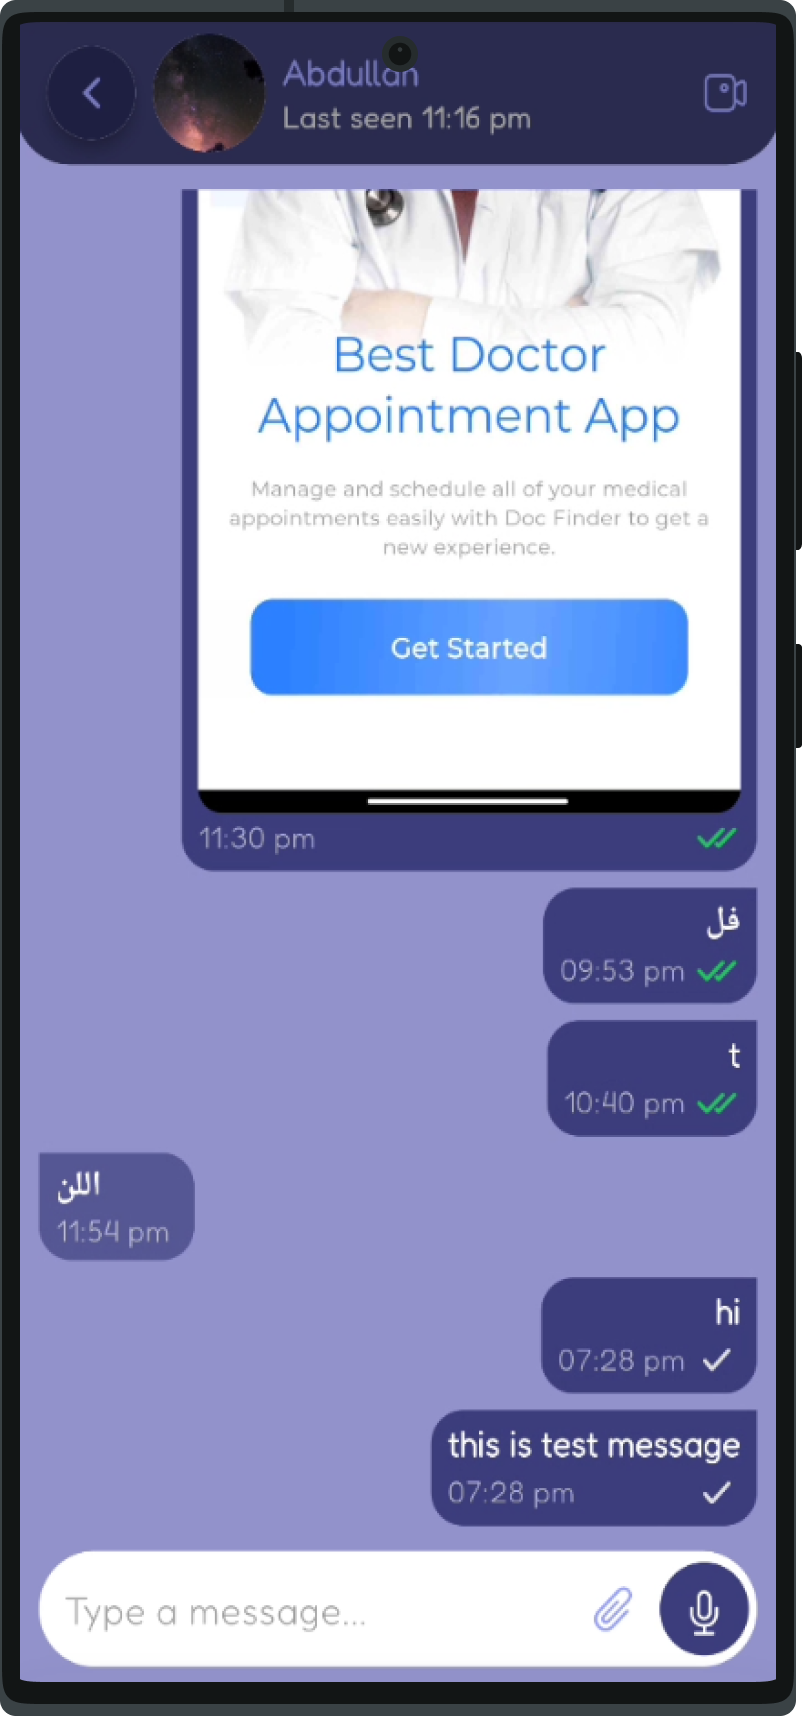 Abdullah
Last seen 11:16 pm
Best Doctor
Appointment App
Manage and schedule all of your medical
appointments easily with Doc Finder to get a
new experience.
Get Started
11:30 pm
فل
09:53 pm
t
10:40 pm
اللن
11:54 pm
hi
07:28 pm
this is test message
07:28 pm
Type a message...